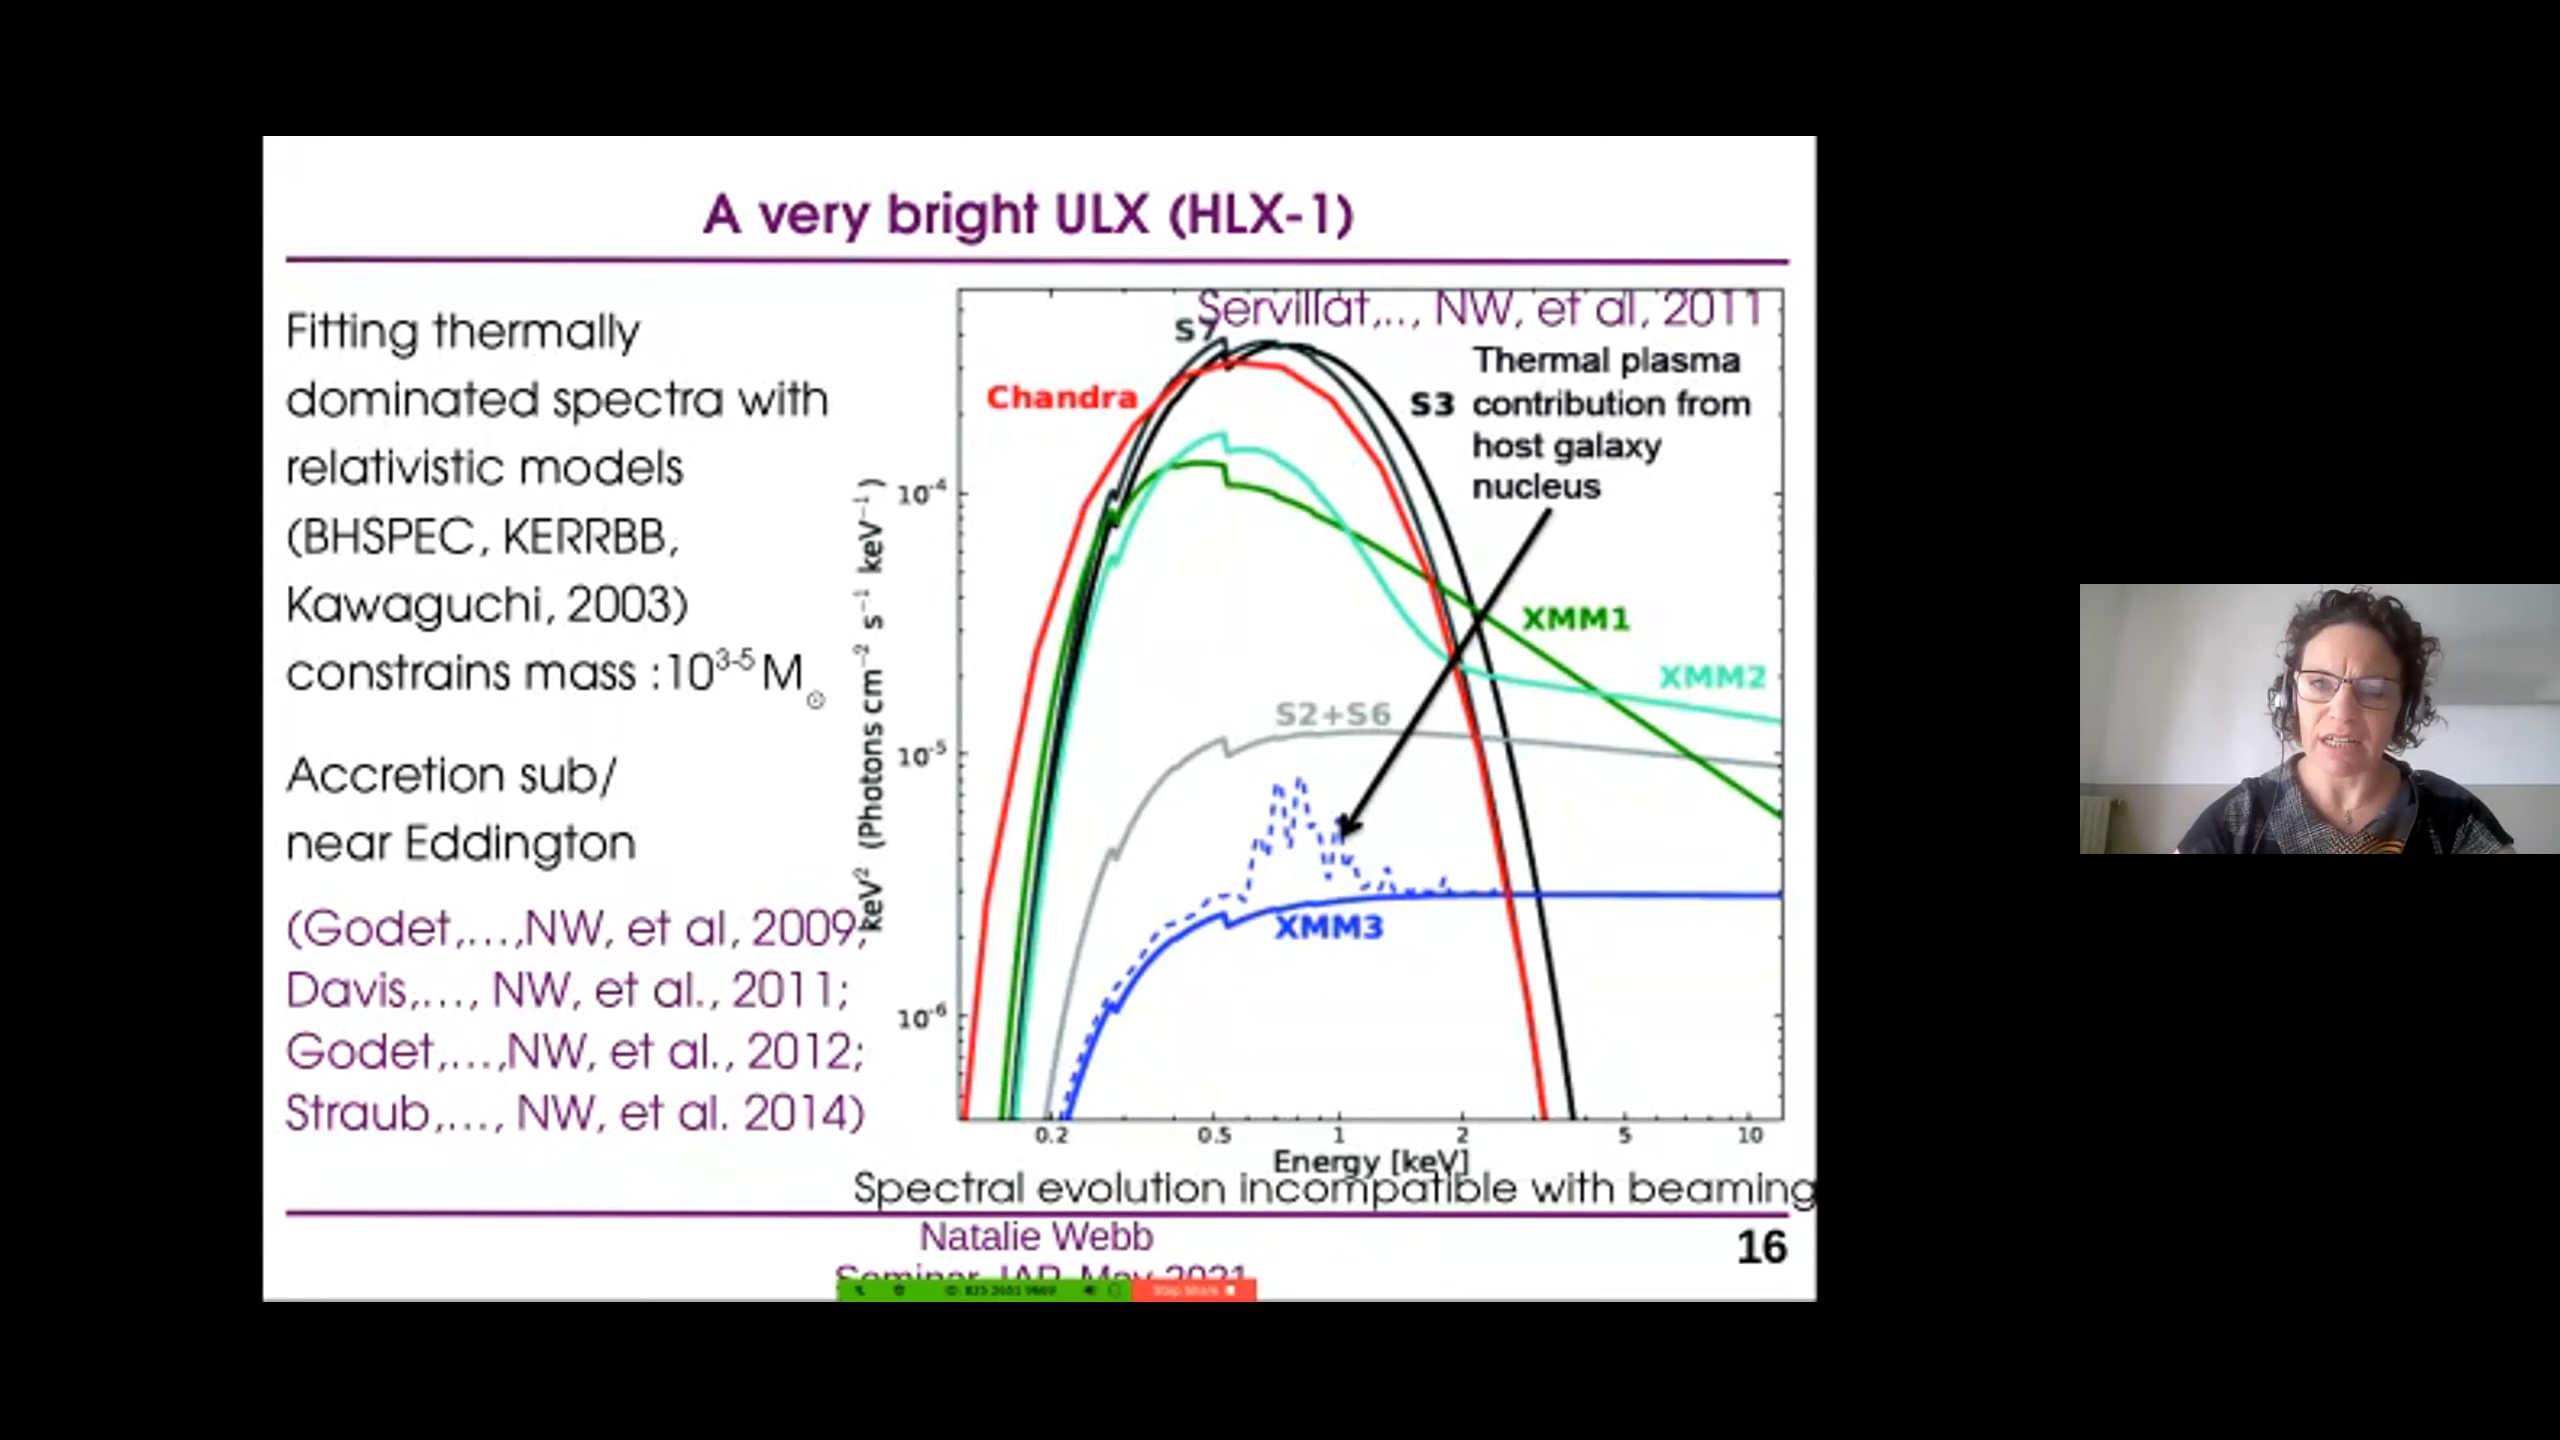 A very bright ULX (HLX-1)
Fitting thermally
dominated spectra with
relativistic models
(BHSPEC, KERRBB,
Kawaguchi, 2003)
constrains mass :10³⁻⁵ M☉
Accretion sub/
near Eddington
(Godet,...,NW, et al, 2009;
Davis,..., NW, et al., 2011;
Godet,...,NW, et al., 2012;
Straub,..., NW, et al. 2014)
Servillat,.., NW, et al, 2011
S7
Thermal plasma
contribution from
host galaxy
nucleus
S3
Chandra
XMM1
XMM2
S2+S6
XMM3
keV² (Photons cm⁻² s⁻¹ keV⁻¹)
10⁻⁴
10⁻⁵
10⁻⁶
0.2 0.5 1 2 5 10
Energy [keV]
Spectral evolution incompatible with beaming
Natalie Webb
Seminar, IAP, May 2021
16
Stop Share